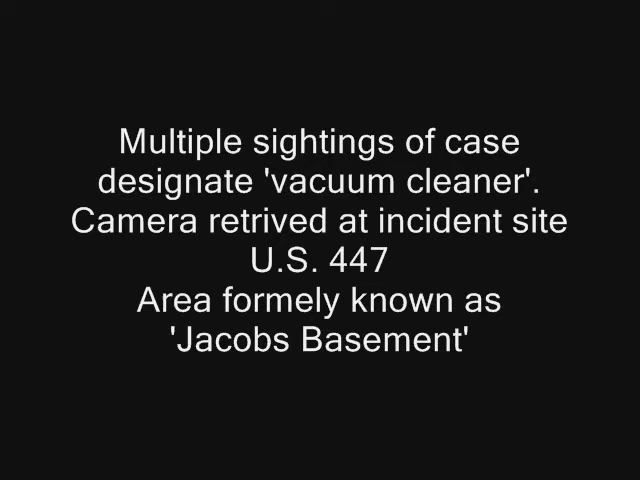 Multiple sightings of case
designate 'vacuum cleaner'.
Camera retrived at incident site
U.S. 447
Area formely known as
'Jacobs Basement'